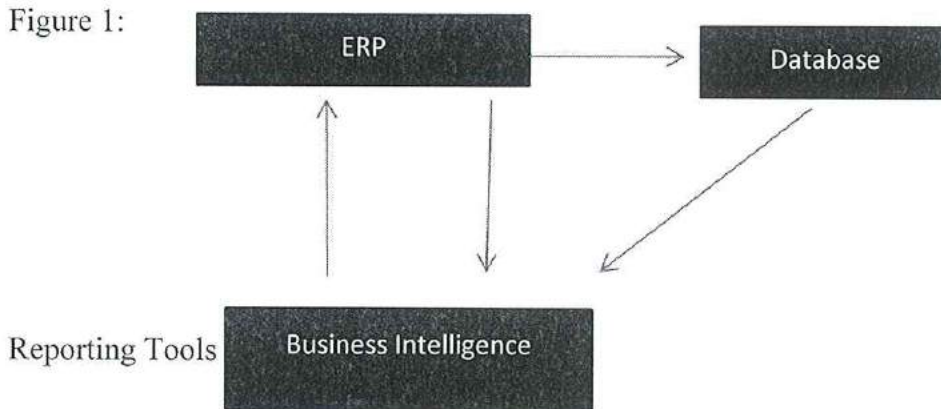 Figure 1:
ERP
Database
Reporting Tools
Business Intelligence